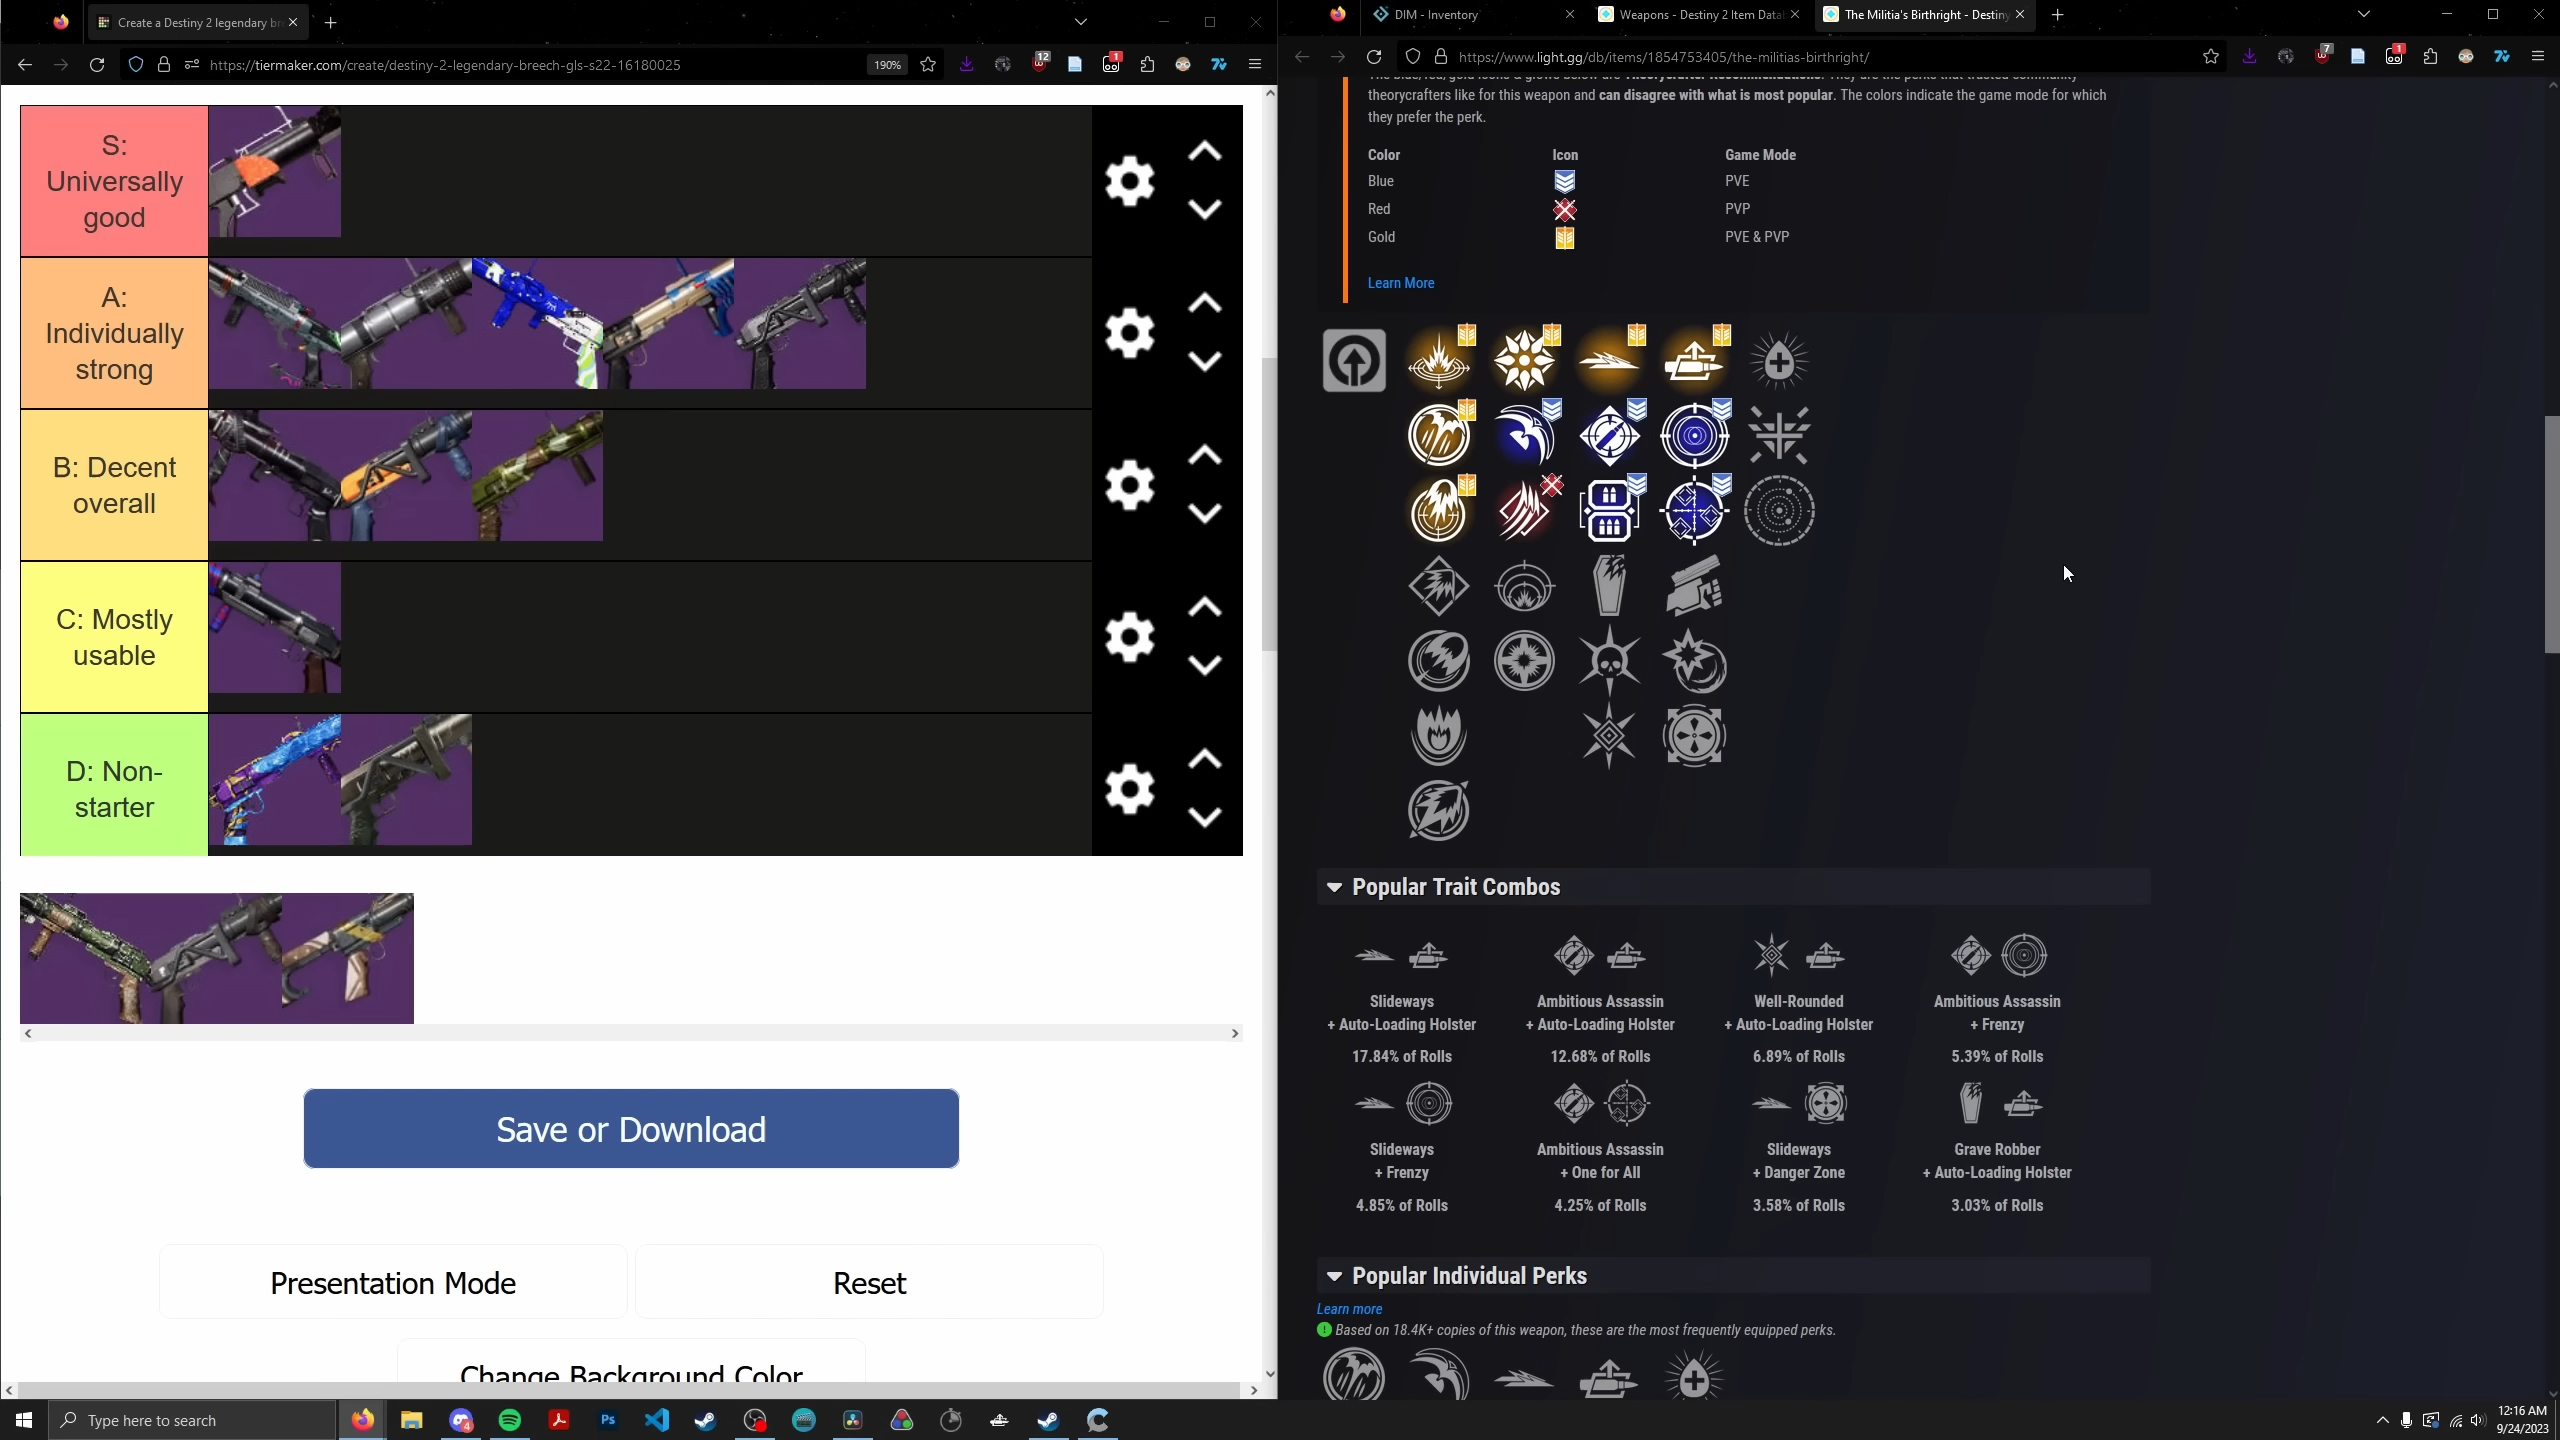 Create a Destiny 2 legendary br
https://tiermaker.com/create/destiny-2-legendary-breech-gls-s22-16180025
190%
12
1
S:
Universally
good
A:
Individually
strong
B: Decent
overall
C: Mostly
usable
D: Non-
starter
Save or Download
Presentation Mode
Reset
Change Background Color
DIM - Inventory
Weapons - Destiny 2 Item Datab
The Militia's Birthright - Destiny
https://www.light.gg/db/items/1854753405/the-militias-birthright/
7
1
theorycrafters like for this weapon and can disagree with what is most popular. The colors indicate the game mode for which
they prefer the perk.
Color Icon Game Mode
Blue PVE
Red PVP
Gold PVE & PVP
Learn More
Popular Trait Combos
Slideways
+ Auto-Loading Holster
17.84% of Rolls
Ambitious Assassin
+ Auto-Loading Holster
12.68% of Rolls
Well-Rounded
+ Auto-Loading Holster
6.89% of Rolls
Ambitious Assassin
+ Frenzy
5.39% of Rolls
Slideways
+ Frenzy
4.85% of Rolls
Ambitious Assassin
+ One for All
4.25% of Rolls
Slideways
+ Danger Zone
3.58% of Rolls
Grave Robber
+ Auto-Loading Holster
3.03% of Rolls
Popular Individual Perks
Learn more
Based on 18.4K+ copies of this weapon, these are the most frequently equipped perks.
Type here to search
4
12:16 AM
9/24/2023